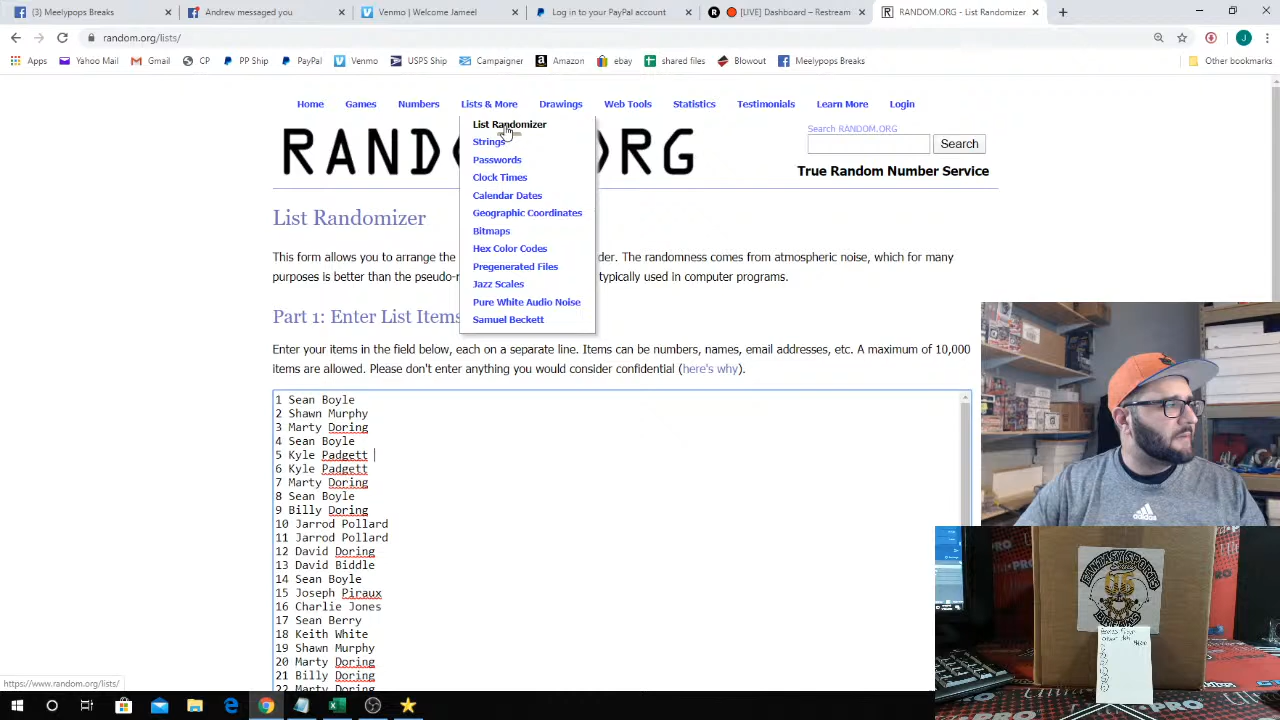 (3) Facebook
Andrew messaged you
Venmo | Welcome Jameel
PayPal: Log in to your PayPal account
[LIVE] Dashboard – Restream
RANDOM.ORG - List Randomizer
random.org/lists/
Apps
Yahoo Mail
Gmail
CP
PP Ship
PayPal
Venmo
USPS Ship
Campaigner
Amazon
ebay
shared files
Blowout
Meelypops Breaks
Other bookmarks
Home
Games
Numbers
Lists & More
Drawings
Web Tools
Statistics
Testimonials
Learn More
Login
List Randomizer
Strings
Passwords
Clock Times
Calendar Dates
Geographic Coordinates
Bitmaps
Hex Color Codes
Pregenerated Files
Jazz Scales
Pure White Audio Noise
Samuel Beckett
Search RANDOM.ORG
Search
True Random Number Service
List Randomizer
This form allows you to arrange the
der. The randomness comes from atmospheric noise, which for many
purposes is better than the pseudo-r
typically used in computer programs.
Part 1: Enter List Items
Enter your items in the field below, each on a separate line. Items can be numbers, names, email addresses, etc. A maximum of 10,000
items are allowed. Please don't enter anything you would consider confidential (here's why).
1 Sean Boyle
2 Shawn Murphy
3 Marty Doring
4 Sean Boyle
5 Kyle Padgett
6 Kyle Padgett
7 Marty Doring
8 Sean Boyle
9 Billy Doring
10 Jarrod Pollard
11 Jarrod Pollard
12 David Doring
13 David Biddle
14 Sean Boyle
15 Joseph Piraux
16 Charlie Jones
17 Sean Berry
18 Keith White
19 Shawn Murphy
20 Marty Doring
21 Billy Doring
22 Marty Doring
https://www.random.org/lists/
adidas
FANTASY SPORTS